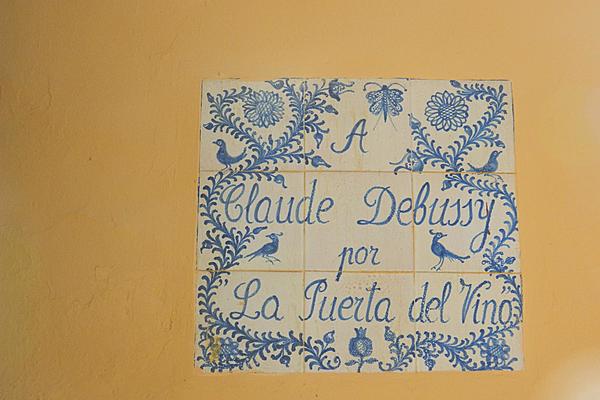 A
Claude Debussy
por
"La Puerta del Vino"